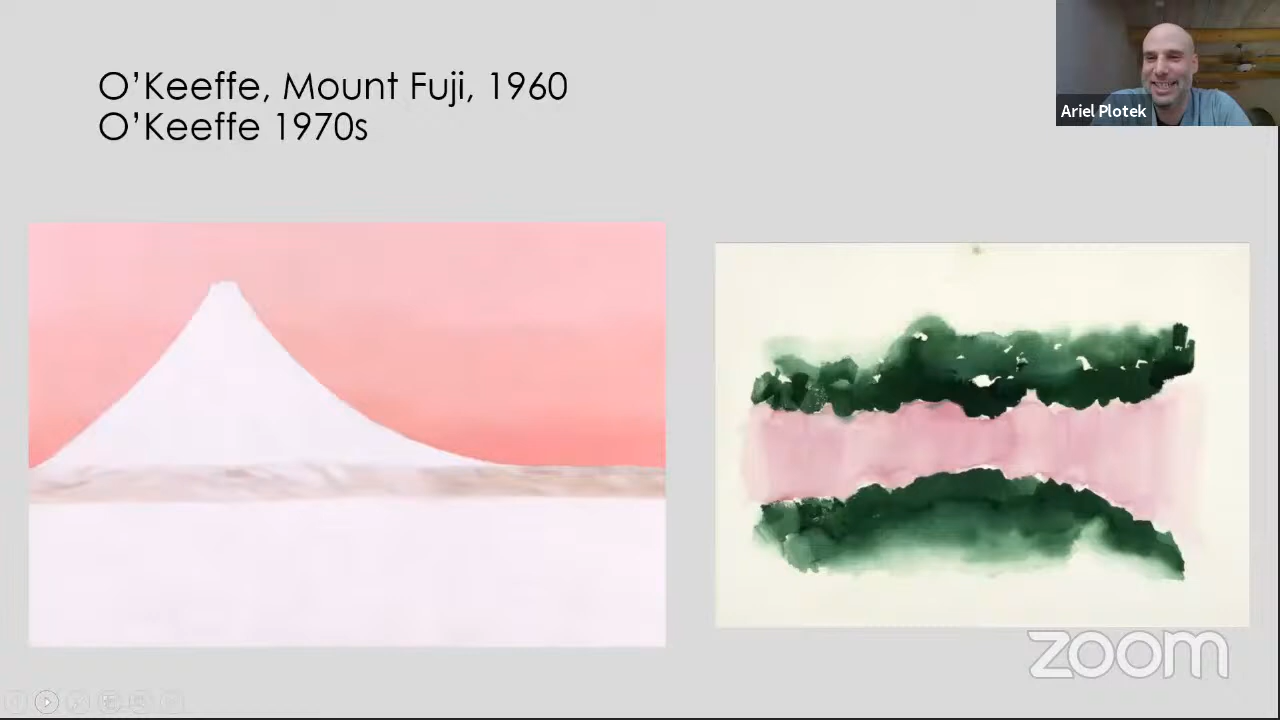 O’Keeffe, Mount Fuji, 1960
O’Keeffe 1970s
Ariel Plotek
zoom